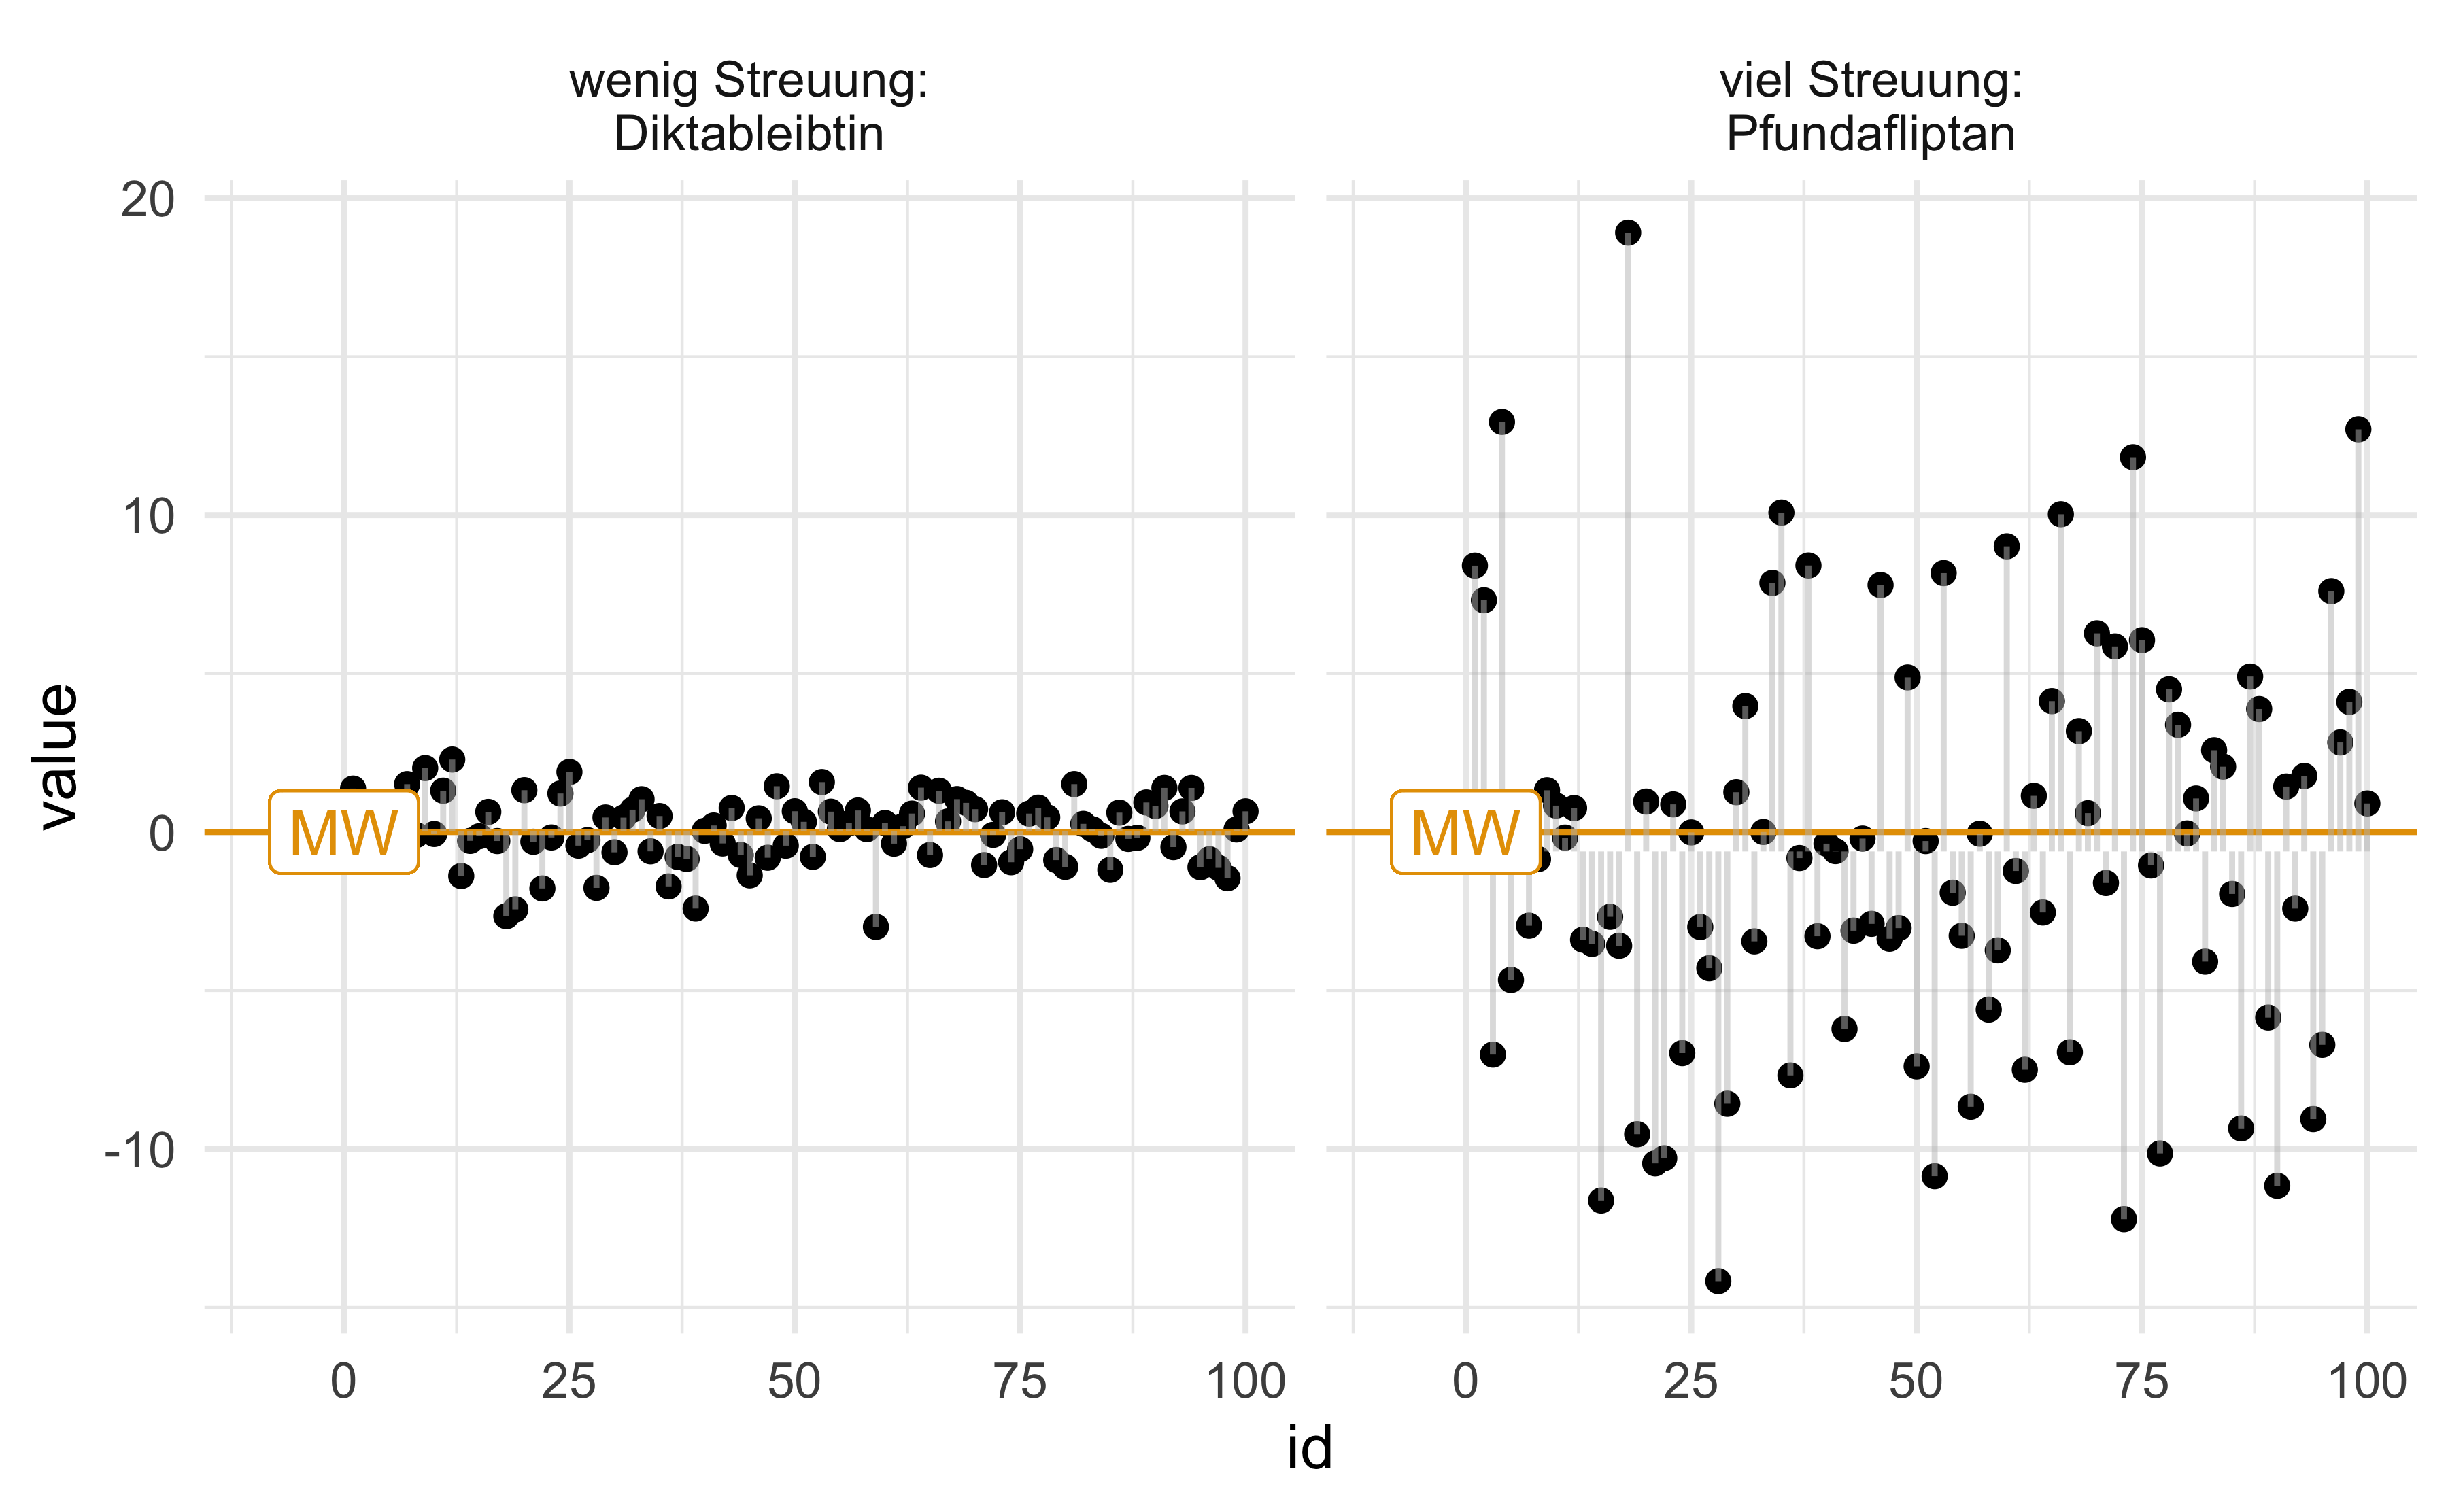 wenig Streuung:
Diktableibtin
viel Streuung:
Pfundafliptan
value
20
10
0
-10
MW
MW
0 25 50 75 100
0 25 50 75 100
id